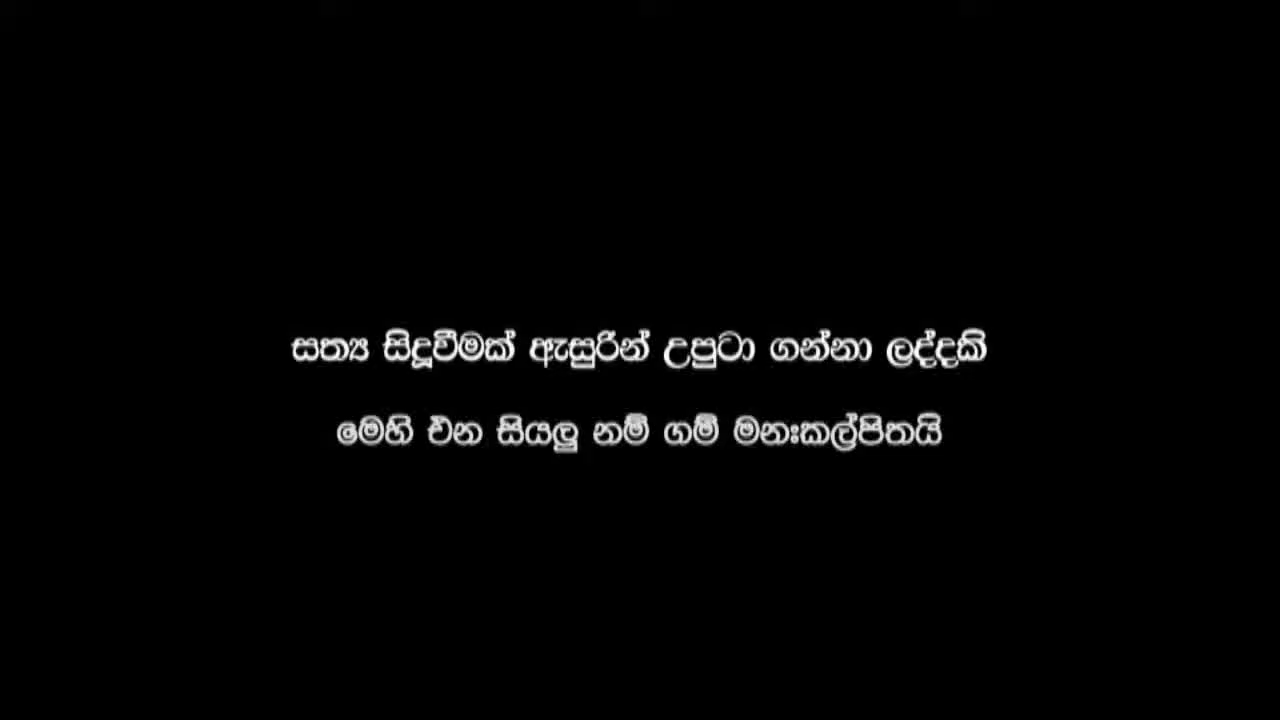 සත්‍ය සිදූවීමක් ඇසුරින් උපුටා ගන්නා ලද්දකි
මෙහි එන සියලු නම් ගම් මනඃකල්පිතයි